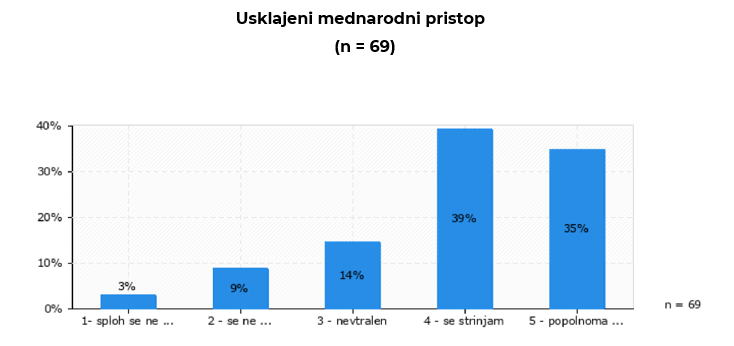 Usklajeni mednarodni pristop
(n = 69)
40%
30%
20%
10%
0%
3%
9%
14%
39%
35%
1- sploh se ne ...
2 - se ne ...
3 - nevtralen
4 - se strinjam
5 - popolnoma ...
n = 69